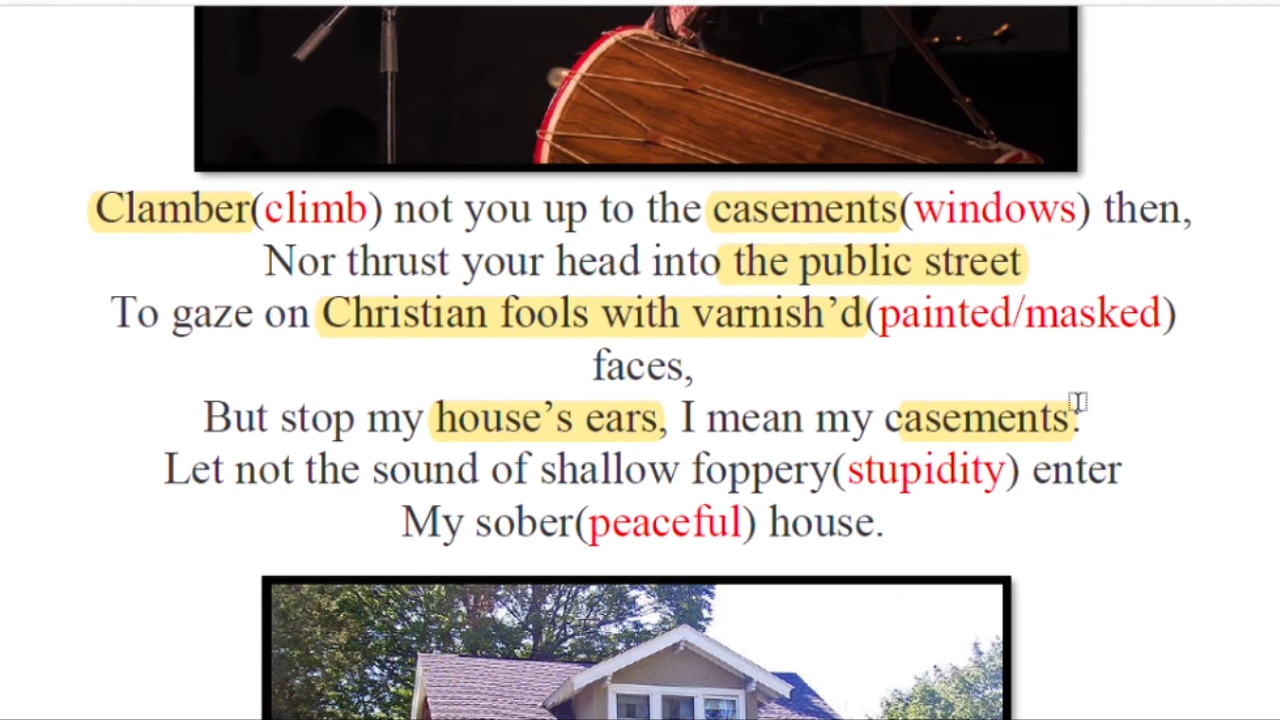 Clamber(climb) not you up to the casements(windows) then,
Nor thrust your head into the public street
To gaze on Christian fools with varnish’d(painted/masked)
faces,
But stop my house’s ears, I mean my casements.
Let not the sound of shallow foppery(stupidity) enter
My sober(peaceful) house.